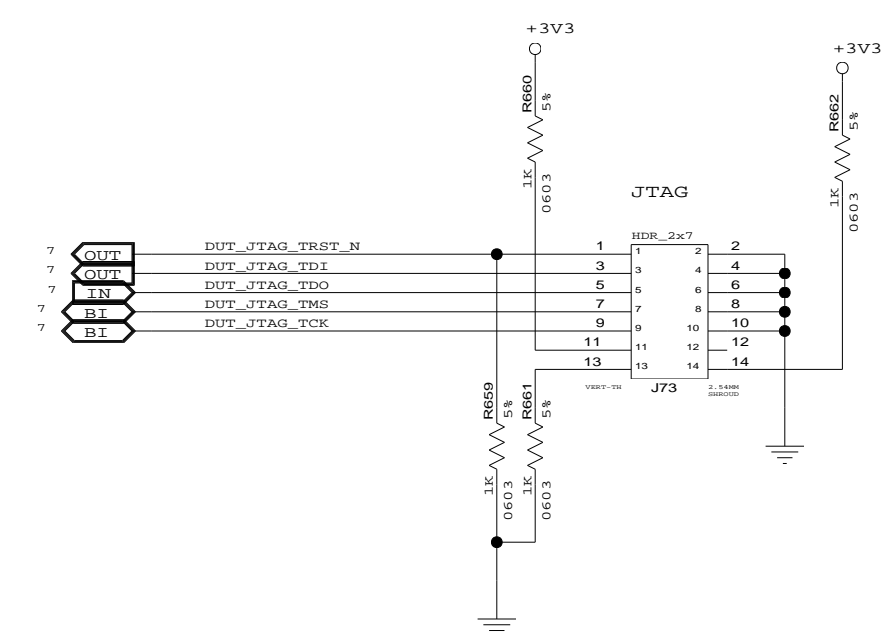 +3V3
+3V3
R660
5%
1K
0603
R662
5%
1K
0603
JTAG
HDR_2x7
7 OUT DUT_JTAG_TRST_N 1 1 2 2
7 OUT DUT_JTAG_TDI 3 3 4 4
7 IN DUT_JTAG_TDO 5 5 6 6
7 BI DUT_JTAG_TMS 7 7 8 8
7 BI DUT_JTAG_TCK 9 9 10 10
11 11 12 12
13 13 14 14
VERT-TH J73 2.54MM
SHROUD
R659
5%
1K
0603
R661
5%
1K
0603